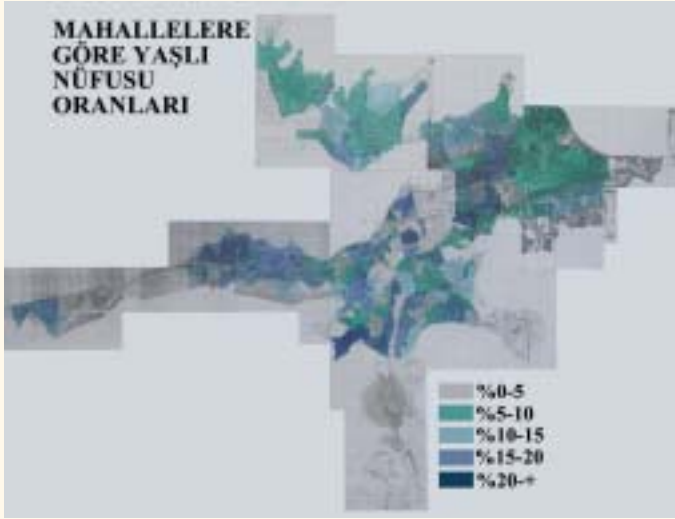 MAHALLELERE
GÖRE YAŞLI
NÜFUSU
ORANLARI
%0-5
%5-10
%10-15
%15-20
%20-+